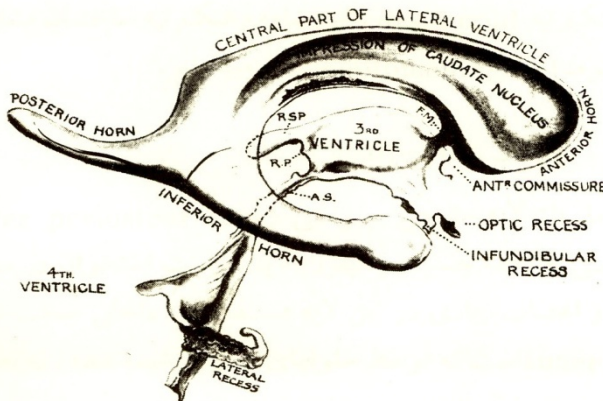 CENTRAL PART OF LATERAL VENTRICLE
IMPRESSION OF CAUDATE NUCLEUS
POSTERIOR HORN
ANTERIOR HORN.
R.SP.
F.M.
3RD
VENTRICLE
R.P.
ANTR COMMISSURE
A.S.
INFERIOR HORN
OPTIC RECESS
INFUNDIBULAR
RECESS
4TH.
VENTRICLE
LATERAL
RECESS